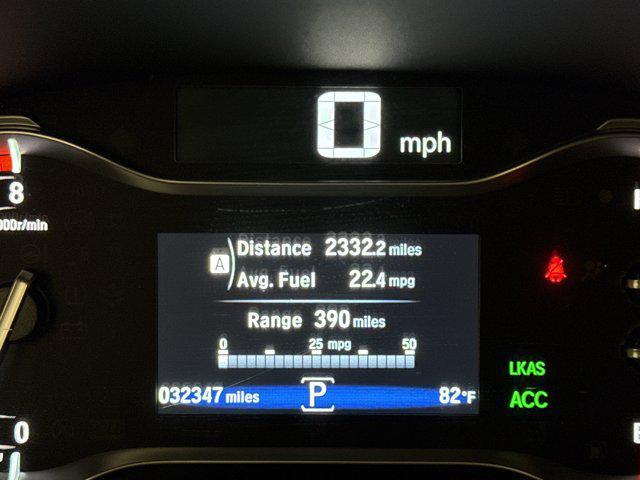 0 mph
8
000r/min
A Distance 2332.2 miles
Avg. Fuel 22.4 mpg
Range 390 miles
0 25 mpg 50
LKAS
032347 miles P 82°F
ACC
0